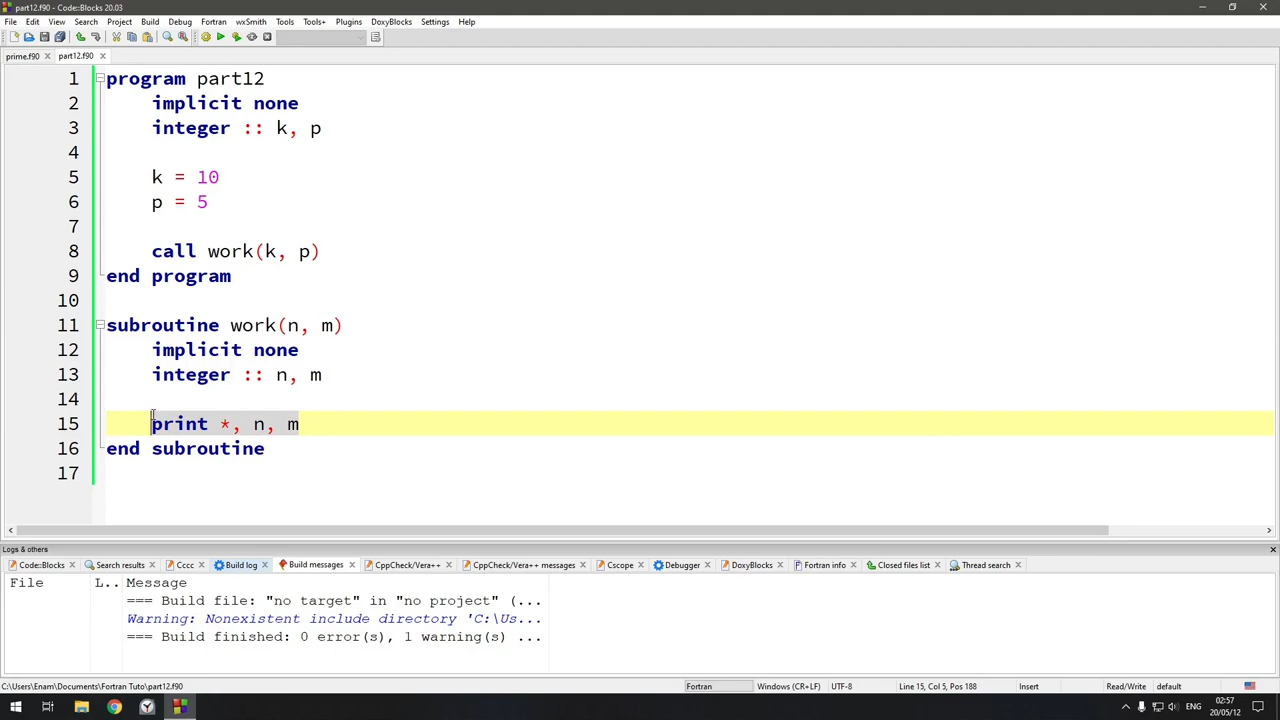 part12.f90 - Code::Blocks 20.03
File Edit View Search Project Build Debug Fortran wxSmith Tools Tools+ Plugins DoxyBlocks Settings Help
prime.f90 part12.f90
1 program part12
2 implicit none
3 integer :: k, p
4
5 k = 10
6 p = 5
7
8 call work(k, p)
9 end program
10
11 subroutine work(n, m)
12 implicit none
13 integer :: n, m
14
15 print *, n, m
16 end subroutine
17
Logs & others
Code::Blocks Search results Cccc Build log Build messages CppCheck/Vera++ CppCheck/Vera++ messages Cscope Debugger DoxyBlocks Fortran info Closed files list Thread search
File L.. Message
=== Build file: "no target" in "no project" (...
Warning: Nonexistent include directory 'C:\Us...
=== Build finished: 0 error(s), 1 warning(s) ...
C:\Users\Enam\Documents\Fortran Tuto\part12.f90 Fortran Windows (CR+LF) UTF-8 Line 15, Col 5, Pos 188 Insert Read/Write default
ENG 02:57
20/05/12